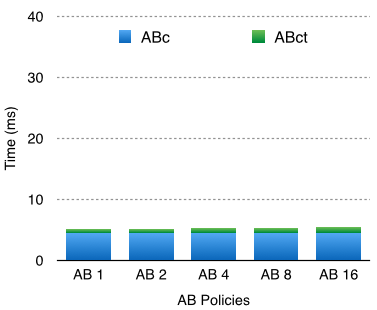 40
ABc
ABct
30
20
10
0
Time (ms)
AB 1
AB 2
AB 4
AB 8
AB 16
AB Policies